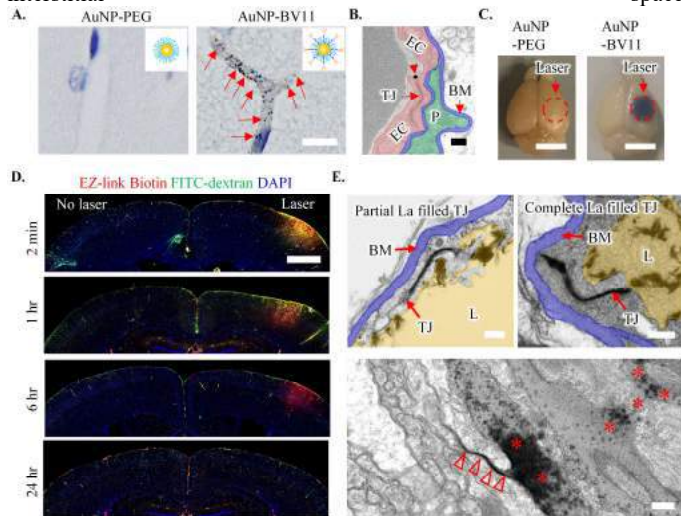 interstitial space
A. AuNP-PEG AuNP-BV11
B.
EC
TJ
EC
P
BM
C. AuNP AuNP
-PEG -BV11
Laser Laser
D. EZ-link Biotin FITC-dextran DAPI
No laser Laser
2 min
1 hr
6 hr
24 hr
E.
Partial La filled TJ
BM
TJ
L
Complete La filled TJ
BM
L
TJ